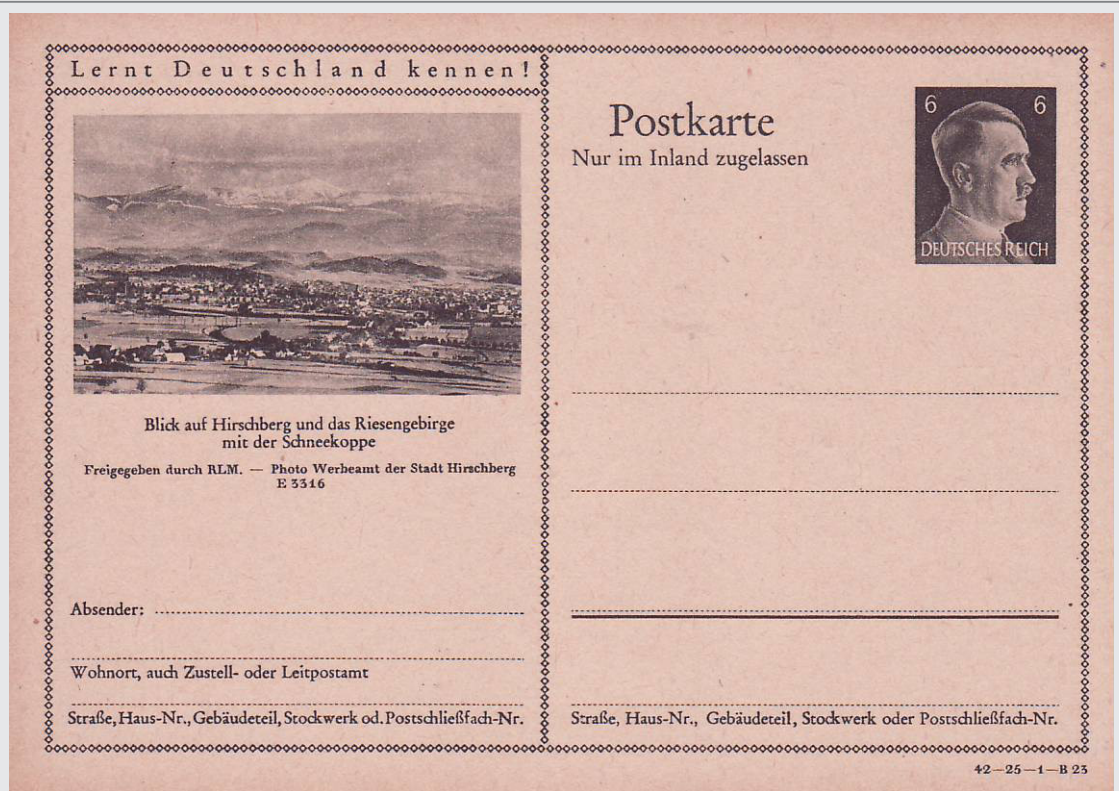 Lernt Deutschland kennen!
Blick auf Hirschberg und das Riesengebirge
mit der Schneekoppe
Freigegeben durch RLM. — Photo Werbeamt der Stadt Hirschberg
E 3316
Absender:
Wohnort, auch Zustell- oder Leitpostamt
Straße, Haus-Nr., Gebäudeteil, Stockwerk od. Postschließfach-Nr.
Postkarte
Nur im Inland zugelassen
6 6
DEUTSCHES REICH
Straße, Haus-Nr., Gebäudeteil, Stockwerk oder Postschließfach-Nr.
42—25—1—B 23